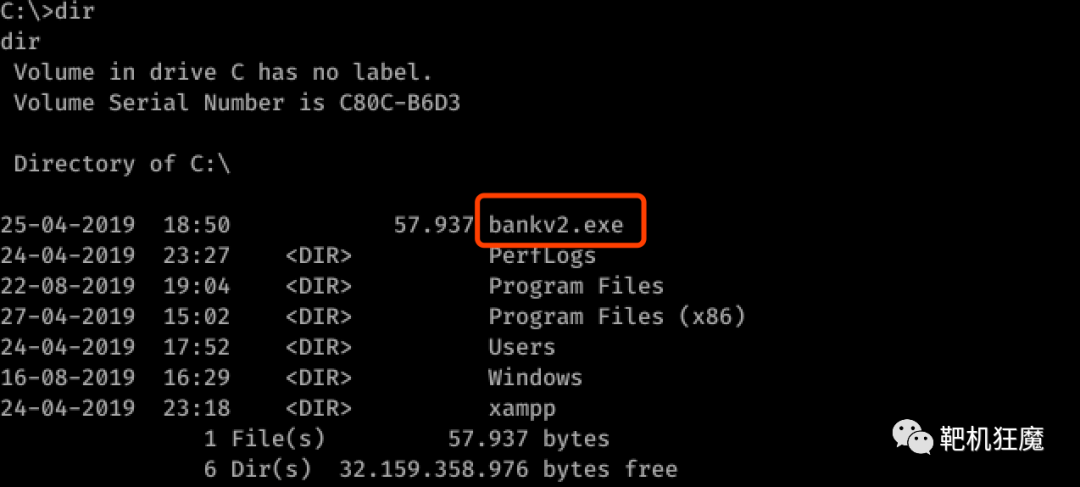 C:\>dir
dir
 Volume in drive C has no label.
 Volume Serial Number is C80C-B6D3
 Directory of C:\
25-04-2019  18:50            57.937 bankv2.exe
24-04-2019  23:27    <DIR>          PerfLogs
22-08-2019  19:04    <DIR>          Program Files
27-04-2019  15:02    <DIR>          Program Files (x86)
24-04-2019  17:52    <DIR>          Users
16-08-2019  16:29    <DIR>          Windows
24-04-2019  23:18    <DIR>          xampp
               1 File(s)         57.937 bytes
               6 Dir(s)  32.159.358.976 bytes free
靶机狂魔